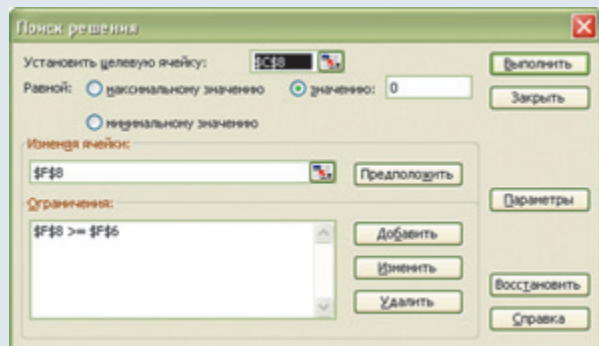 Поиск решения
Установить целевую ячейку: $C$8 Выполнить
Равной: максимальному значению значению: 0 Закрыть
минимальному значению
Изменяя ячейки:
$F$8 Предположить
Ограничения: Параметры
$F$8 >= $F$6 Добавить
Изменить
Удалить Восстановить
Справка